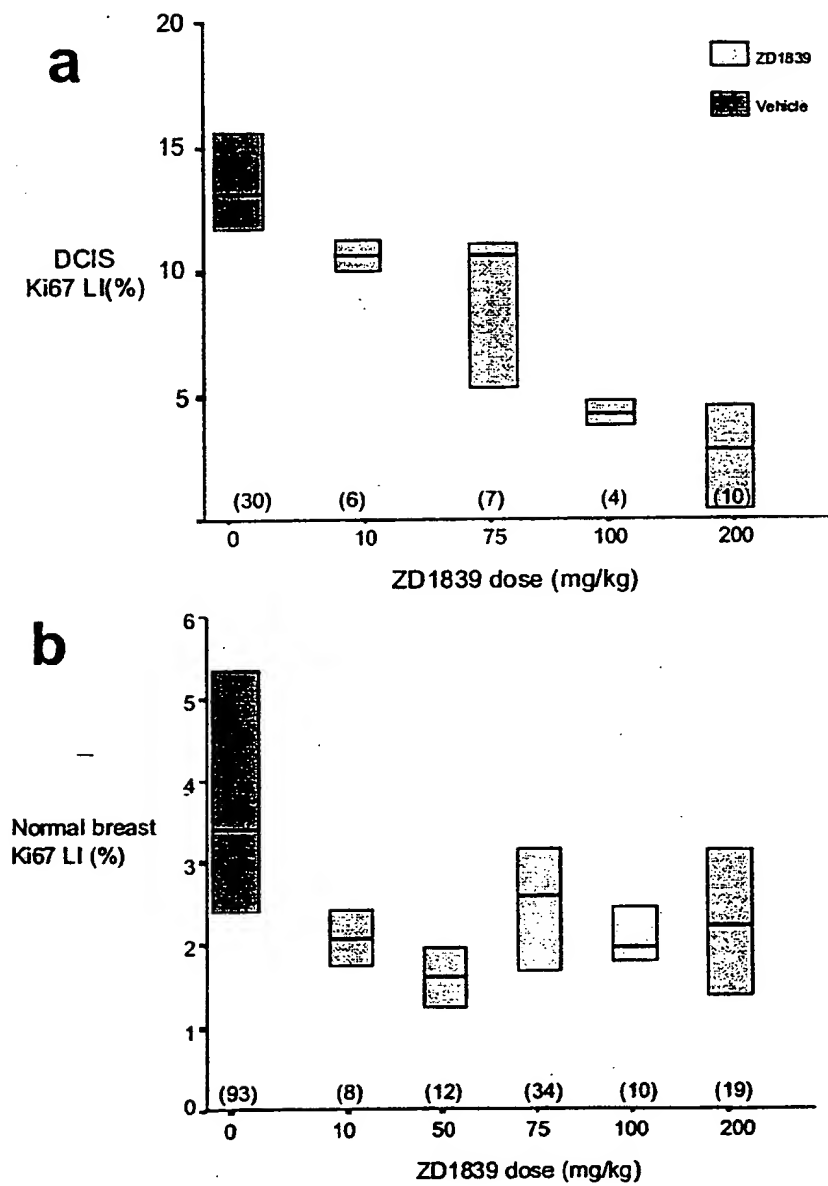 a
20
15
10
5
DCIS
Ki67 LI(%)
ZD1839
Vehicle
(30) (6) (7) (4) (10)
0 10 75 100 200
ZD1839 dose (mg/kg)
b
6
5
4
3
2
1
0
Normal breast
Ki67 LI (%)
(93) (8) (12) (34) (10) (19)
0 10 50 75 100 200
ZD1839 dose (mg/kg)